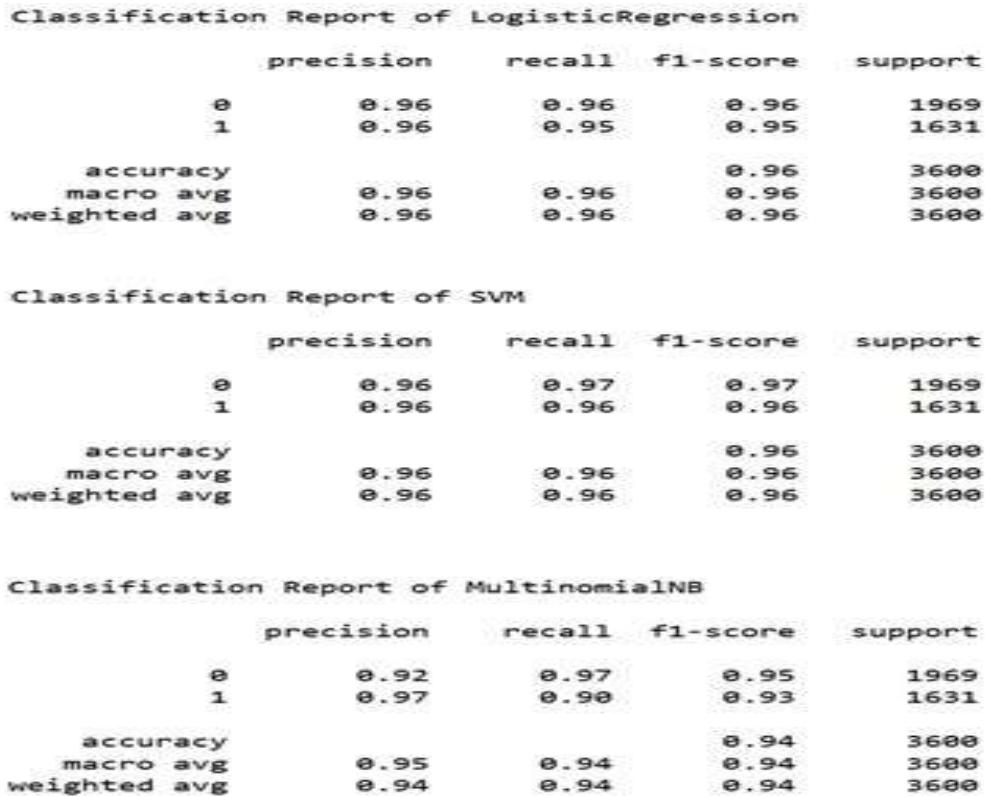 Classification Report of LogisticRegression
precision recall f1-score support
0 0.96 0.96 0.96 1969
1 0.96 0.95 0.95 1631
accuracy 0.96 3600
macro avg 0.96 0.96 0.96 3600
weighted avg 0.96 0.96 0.96 3600
Classification Report of SVM
precision recall f1-score support
0 0.96 0.97 0.97 1969
1 0.96 0.96 0.96 1631
accuracy 0.96 3600
macro avg 0.96 0.96 0.96 3600
weighted avg 0.96 0.96 0.96 3600
Classification Report of MultinomialNB
precision recall f1-score support
0 0.92 0.97 0.95 1969
1 0.97 0.90 0.93 1631
accuracy 0.94 3600
macro avg 0.95 0.94 0.94 3600
weighted avg 0.94 0.94 0.94 3600